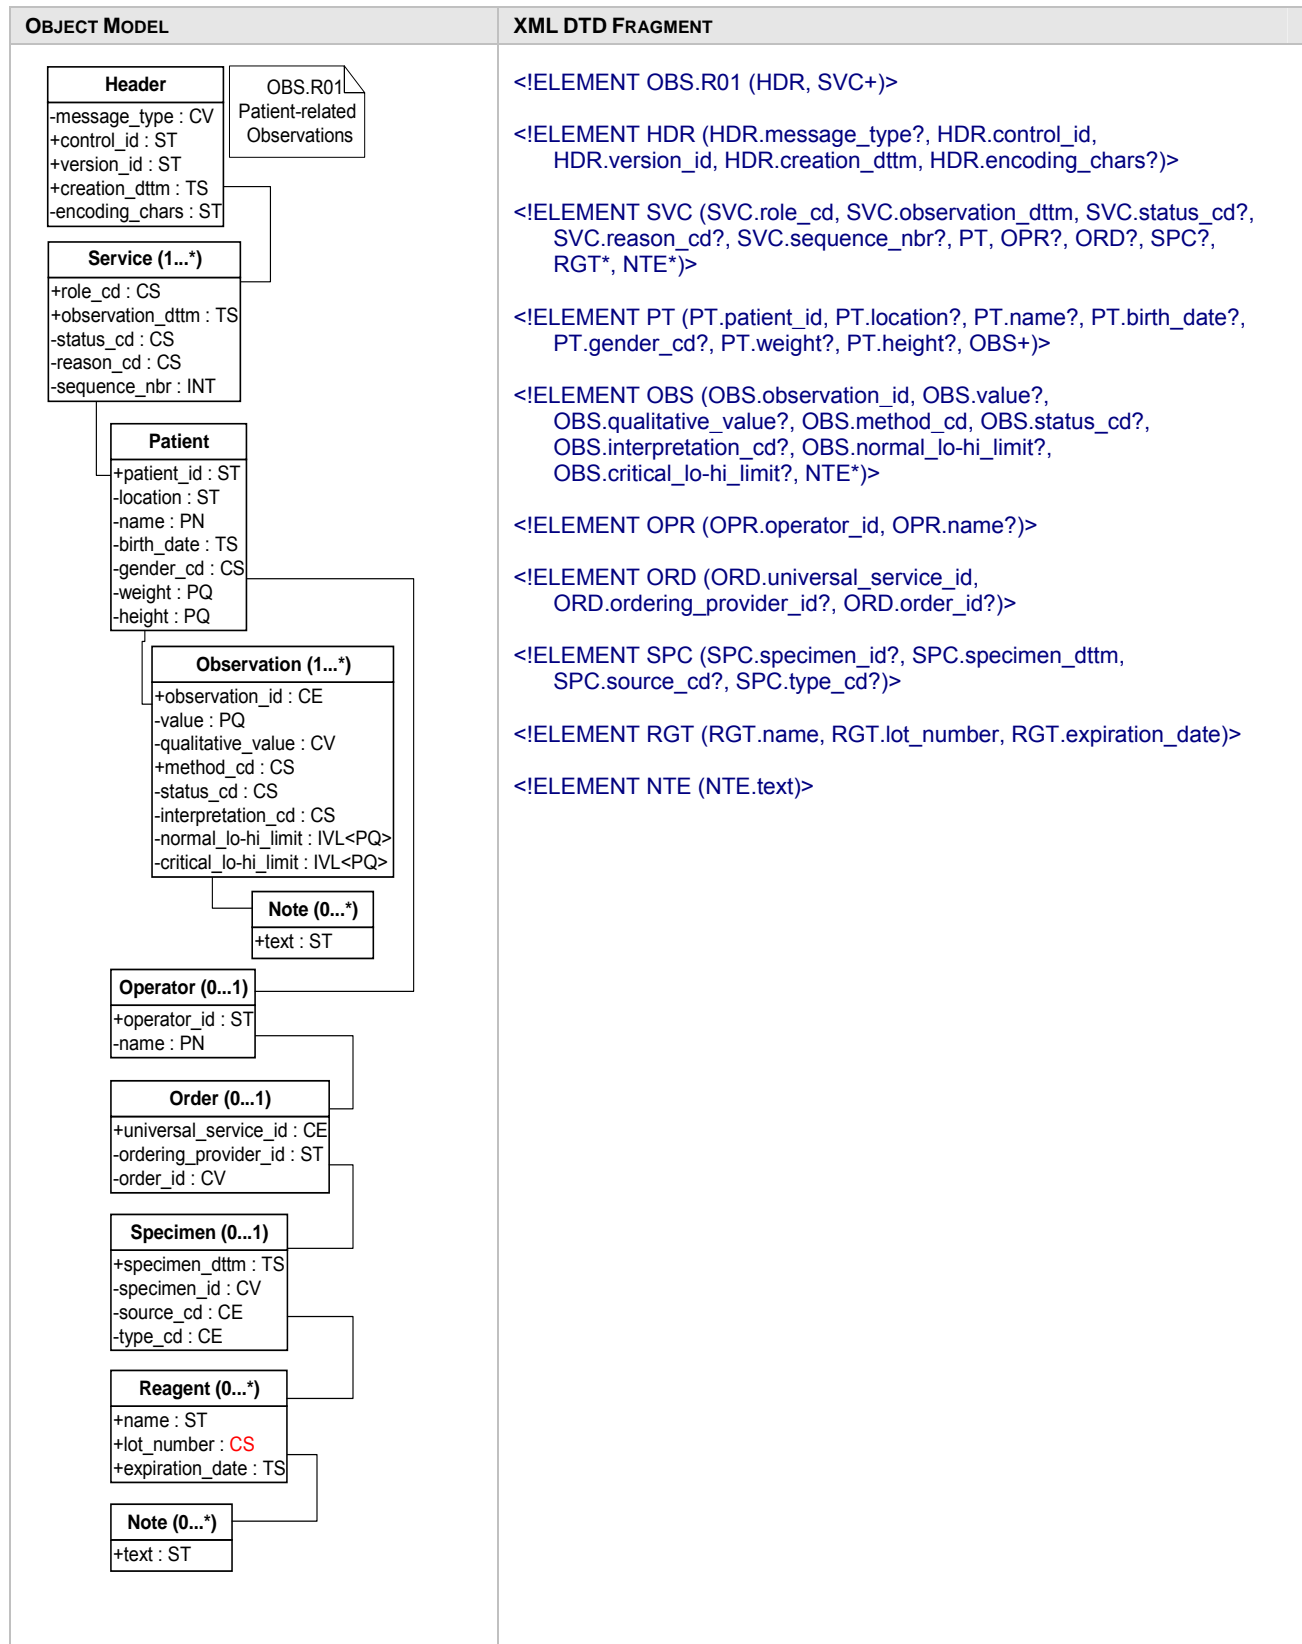 OBJECT MODEL
XML DTD FRAGMENT
Header
-message_type : CV
+control_id : ST
+version_id : ST
+creation_dttm : TS
-encoding_chars : ST
OBS.R01
Patient-related
Observations
Service (1...*)
+role_cd : CS
+observation_dttm : TS
-status_cd : CS
-reason_cd : CS
-sequence_nbr : INT
Patient
+patient_id : ST
-location : ST
-name : PN
-birth_date : TS
-gender_cd : CS
-weight : PQ
-height : PQ
Observation (1...*)
+observation_id : CE
-value : PQ
-qualitative_value : CV
+method_cd : CS
-status_cd : CS
-interpretation_cd : CS
-normal_lo-hi_limit : IVL<PQ>
-critical_lo-hi_limit : IVL<PQ>
Note (0...*)
+text : ST
Operator (0...1)
+operator_id : ST
-name : PN
Order (0...1)
+universal_service_id : CE
-ordering_provider_id : ST
-order_id : CV
Specimen (0...1)
+specimen_dttm : TS
-specimen_id : CV
-source_cd : CE
-type_cd : CE
Reagent (0...*)
+name : ST
+lot_number : CS
+expiration_date : TS
Note (0...*)
+text : ST
<!ELEMENT OBS.R01 (HDR, SVC+)>
<!ELEMENT HDR (HDR.message_type?, HDR.control_id,
HDR.version_id, HDR.creation_dttm, HDR.encoding_chars?)>
<!ELEMENT SVC (SVC.role_cd, SVC.observation_dttm, SVC.status_cd?,
SVC.reason_cd?, SVC.sequence_nbr?, PT, OPR?, ORD?, SPC?,
RGT*, NTE*)>
<!ELEMENT PT (PT.patient_id, PT.location?, PT.name?, PT.birth_date?,
PT.gender_cd?, PT.weight?, PT.height?, OBS+)>
<!ELEMENT OBS (OBS.observation_id, OBS.value?,
OBS.qualitative_value?, OBS.method_cd, OBS.status_cd?,
OBS.interpretation_cd?, OBS.normal_lo-hi_limit?,
OBS.critical_lo-hi_limit?, NTE*)>
<!ELEMENT OPR (OPR.operator_id, OPR.name?)>
<!ELEMENT ORD (ORD.universal_service_id,
ORD.ordering_provider_id?, ORD.order_id?)>
<!ELEMENT SPC (SPC.specimen_id?, SPC.specimen_dttm,
SPC.source_cd?, SPC.type_cd?)>
<!ELEMENT RGT (RGT.name, RGT.lot_number, RGT.expiration_date)>
<!ELEMENT NTE (NTE.text)>